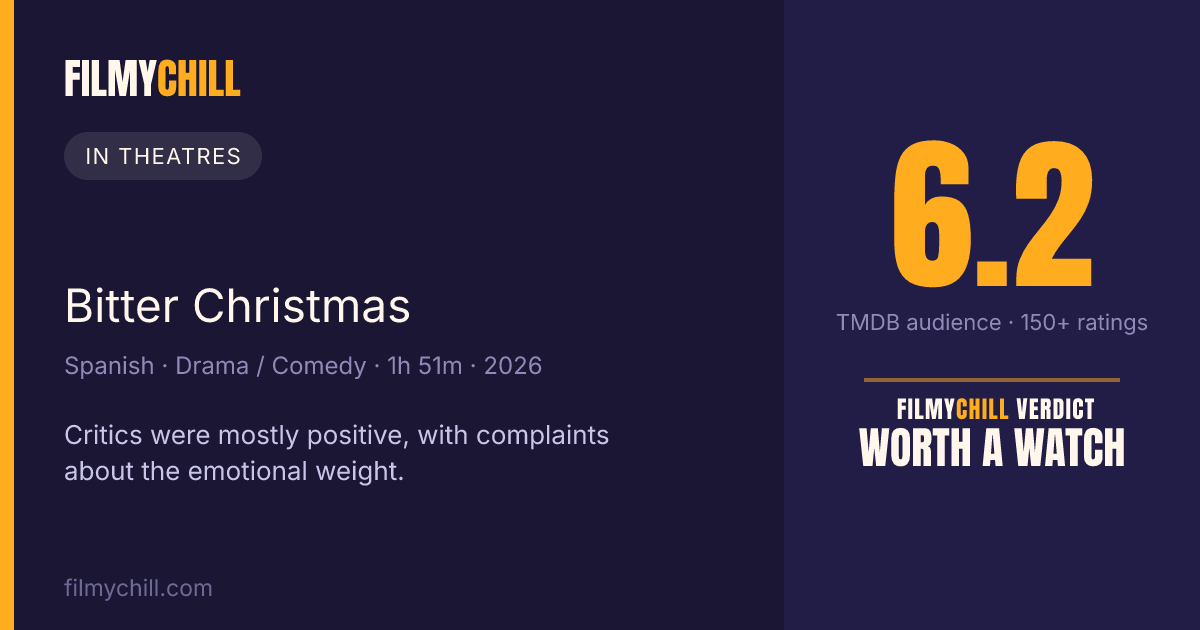 FILMYCHILL
IN THEATRES
Bitter Christmas
Spanish · Drama / Comedy · 1h 51m · 2026
Critics were mostly positive, with complaints
about the emotional weight.
filmychill.com
6.2
TMDB audience · 150+ ratings
FILMYCHILL VERDICT
WORTH A WATCH